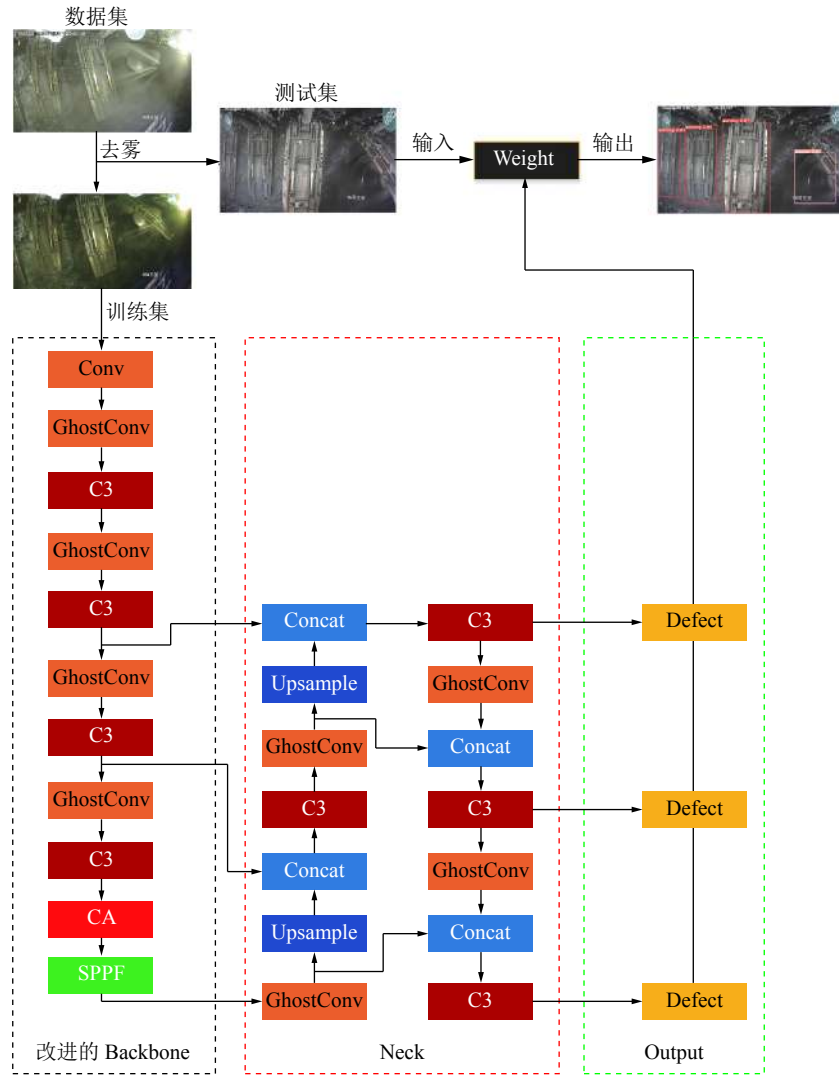 数据集
去雾
测试集
输入
Weight
输出
训练集
Conv
GhostConv
C3
GhostConv
C3
GhostConv
C3
GhostConv
C3
CA
SPPF
改进的 Backbone
Concat
Upsample
GhostConv
C3
Concat
Upsample
GhostConv
C3
GhostConv
Concat
C3
GhostConv
Concat
C3
Neck
Defect
Defect
Defect
Output